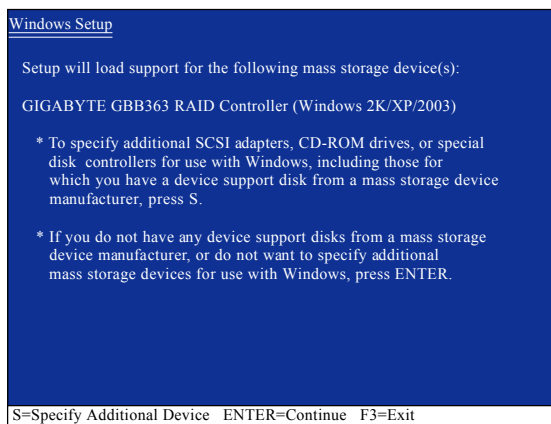 Windows Setup
Setup will load support for the following mass storage device(s):
GIGABYTE GBB363 RAID Controller (Windows 2K/XP/2003)
* To specify additional SCSI adapters, CD-ROM drives, or special
disk controllers for use with Windows, including those for
which you have a device support disk from a mass storage device
manufacturer, press S.
* If you do not have any device support disks from a mass storage
device manufacturer, or do not want to specify additional
mass storage devices for use with Windows, press ENTER.
S=Specify Additional Device ENTER=Continue F3=Exit